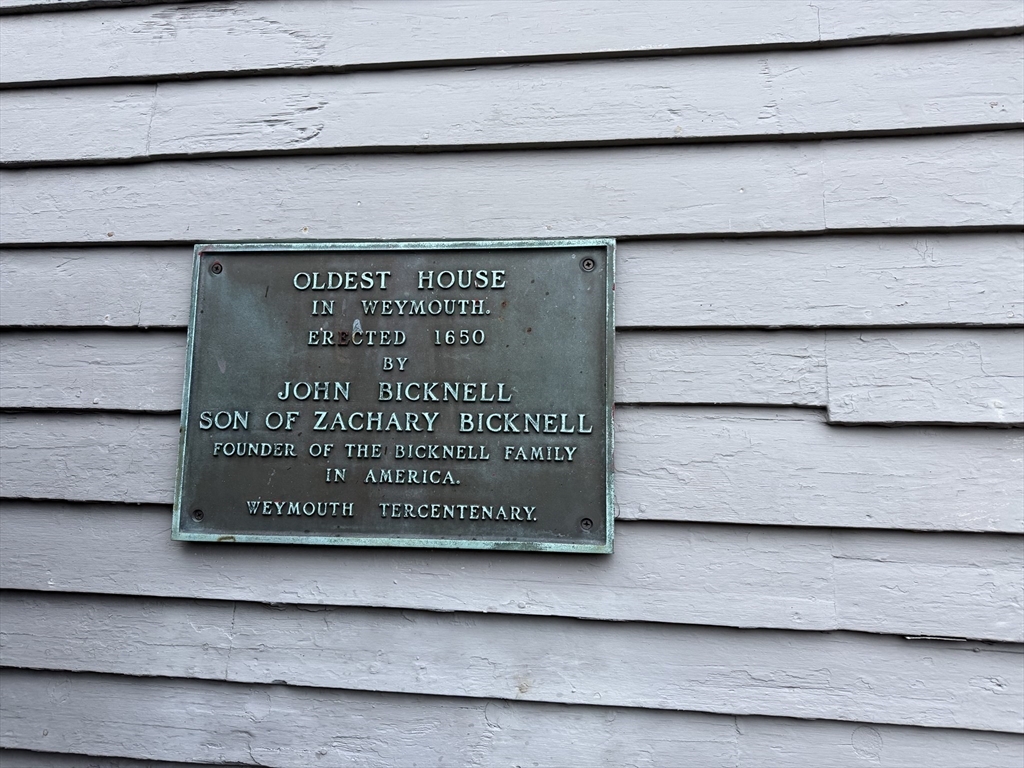 OLDEST HOUSE
IN WEYMOUTH.
ERECTED 1650
BY
JOHN BICKNELL
SON OF ZACHARY BICKNELL
FOUNDER OF THE BICKNELL FAMILY
IN AMERICA.
WEYMOUTH TERCENTENARY.